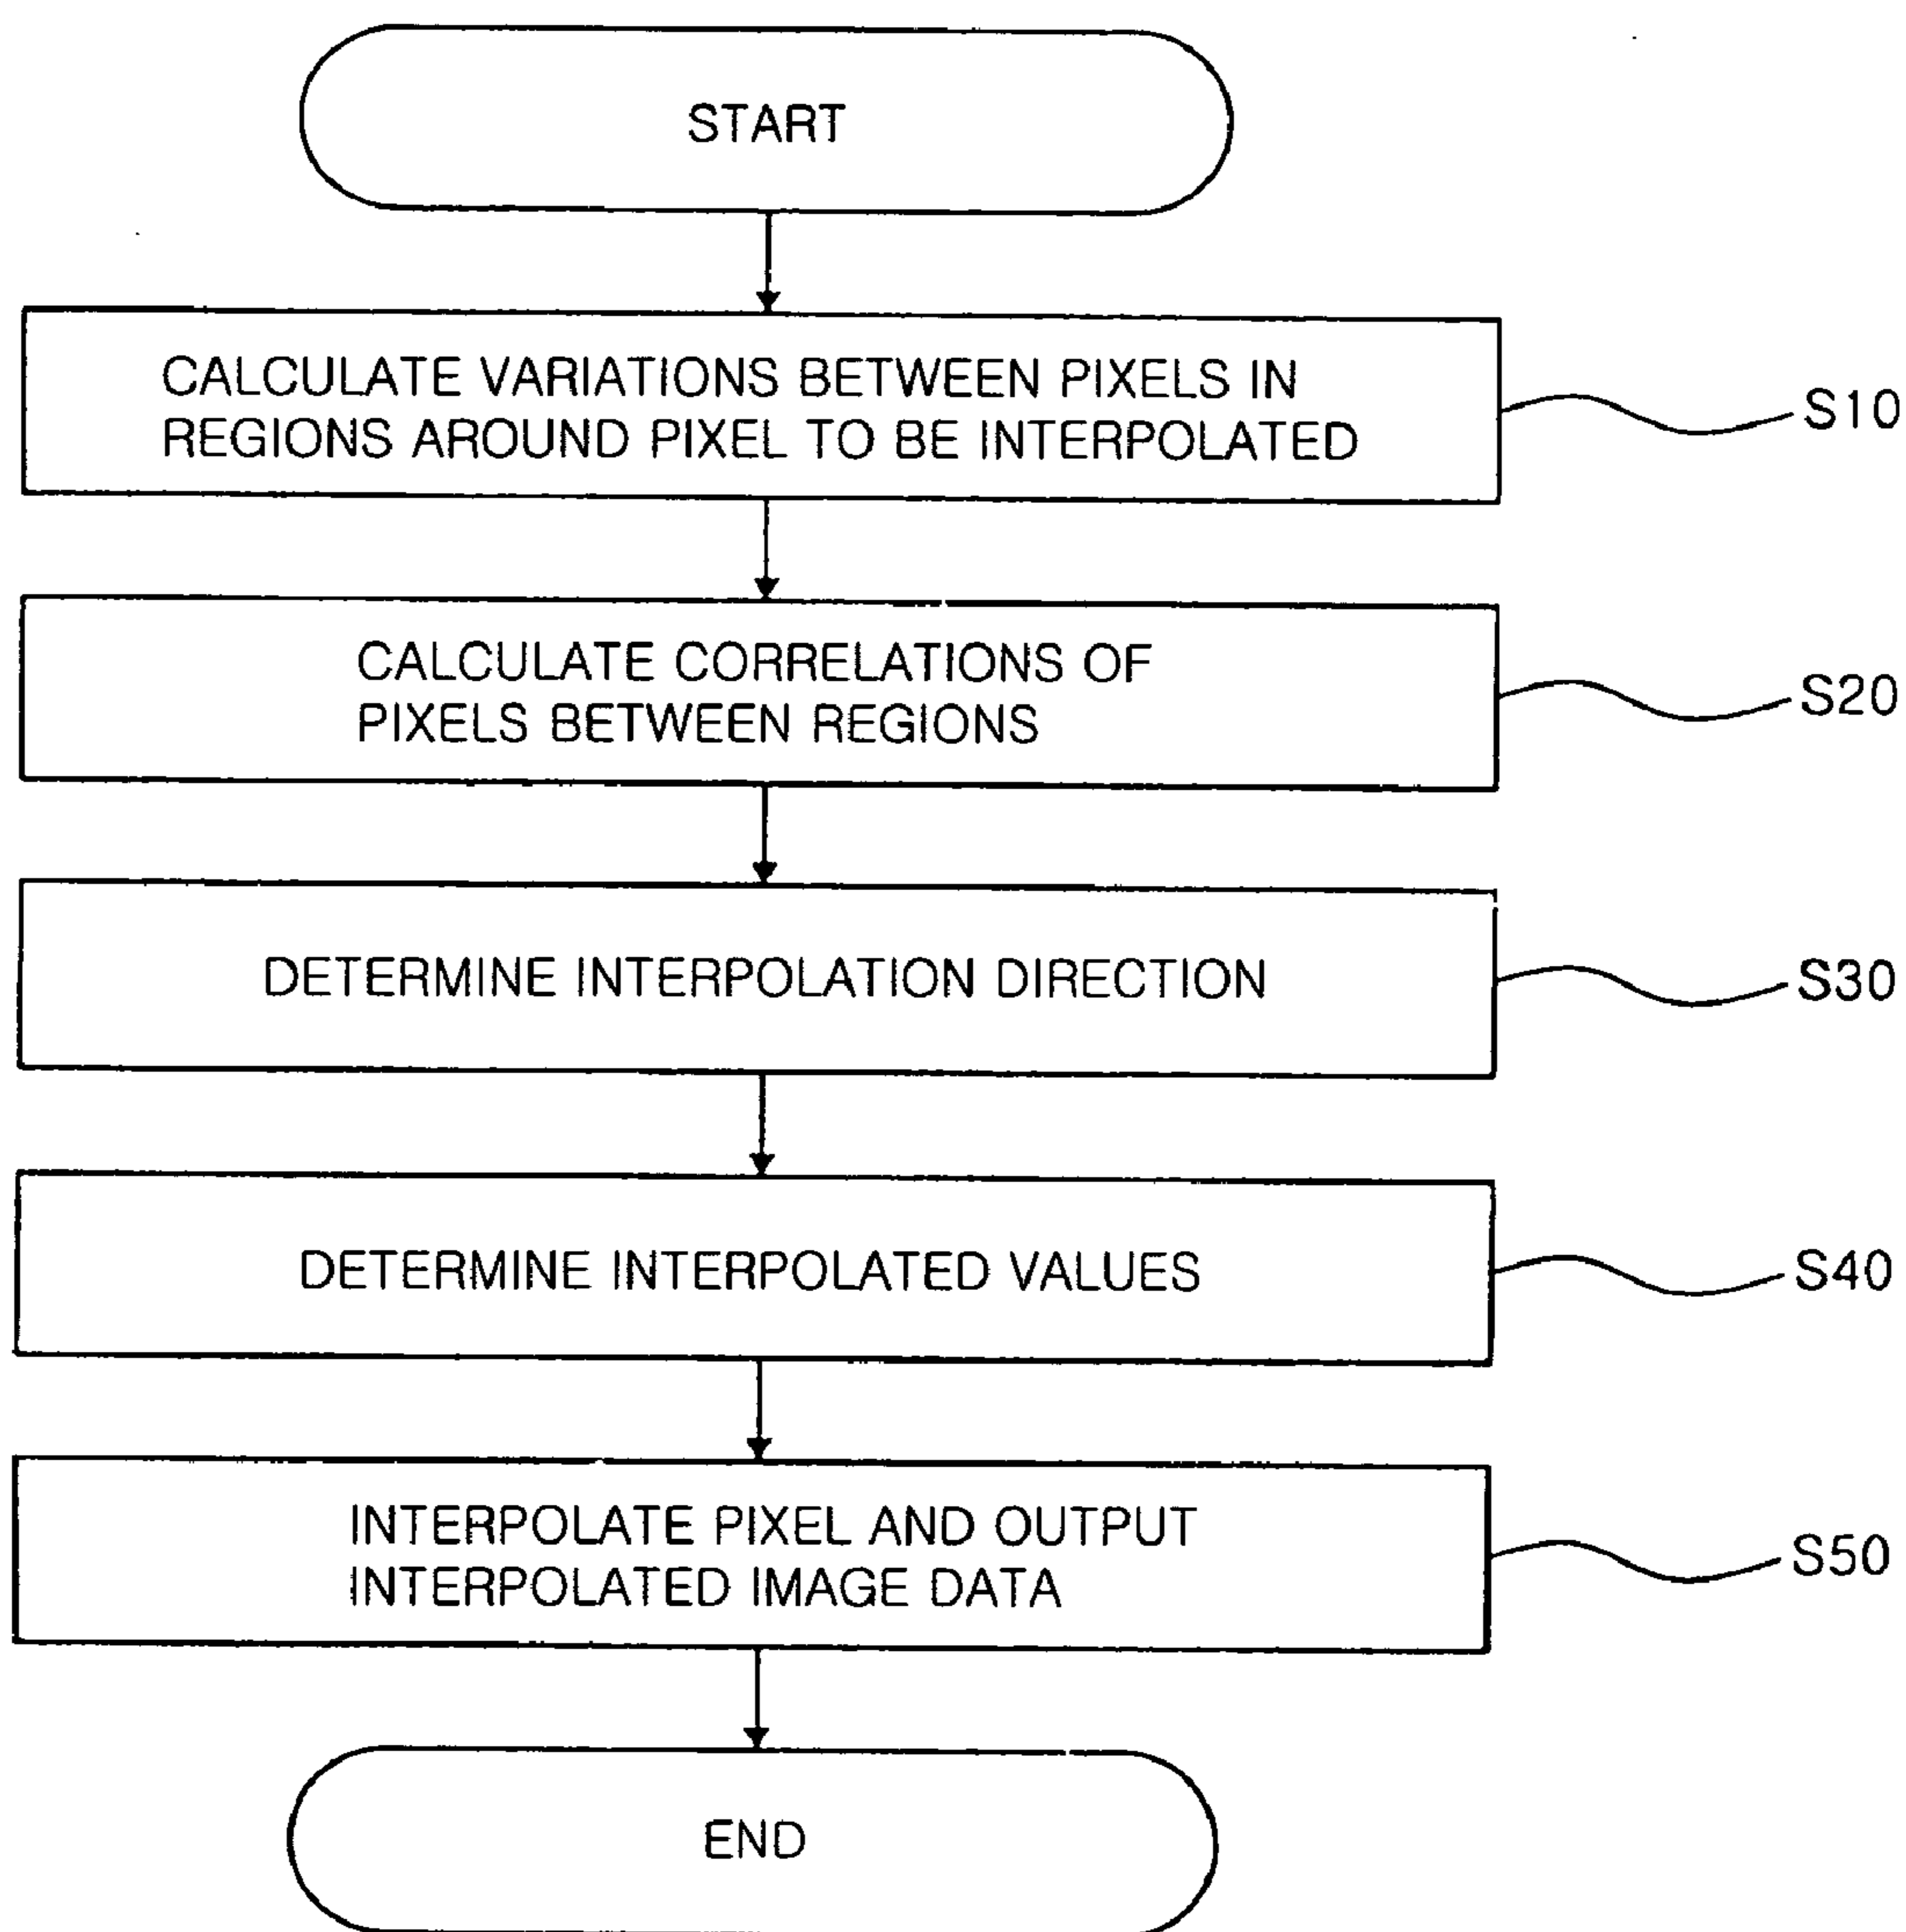 START
CALCULATE VARIATIONS BETWEEN PIXELS IN
REGIONS AROUND PIXEL TO BE INTERPOLATED
S10
CALCULATE CORRELATIONS OF
PIXELS BETWEEN REGIONS
S20
DETERMINE INTERPOLATION DIRECTION
S30
DETERMINE INTERPOLATED VALUES
S40
INTERPOLATE PIXEL AND OUTPUT
INTERPOLATED IMAGE DATA
S50
END